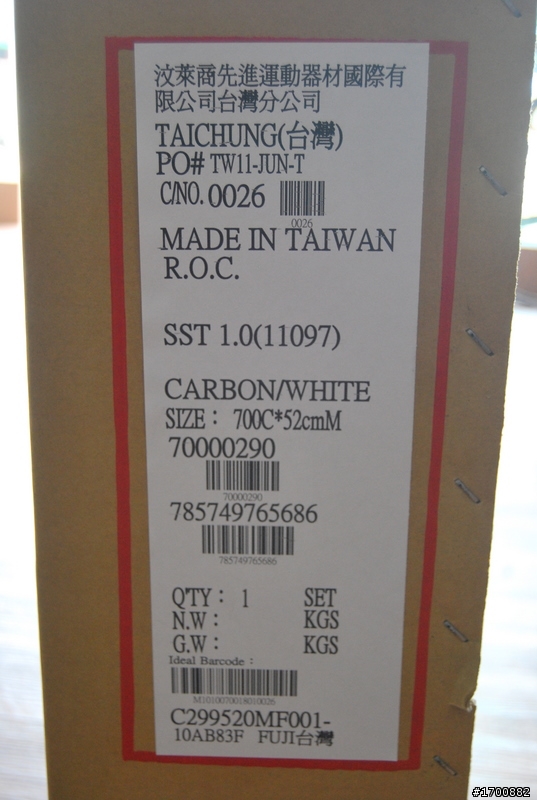 汶萊商先進運動器材國際有
限公司台灣分公司
TAICHUNG(台灣)
PO# TW11-JUN-T
C/NO. 0026
0026
MADE IN TAIWAN
R.O.C.
SST 1.0(11097)
CARBON/WHITE
SIZE： 700C*52cmM
70000290
70000290
785749765686
785749765686
Q'TY： 1 SET
N.W： KGS
G.W： KGS
Ideal Barcode：
M1010070018010026
C299520MF001-
10AB83F FUJI台灣
#1700882